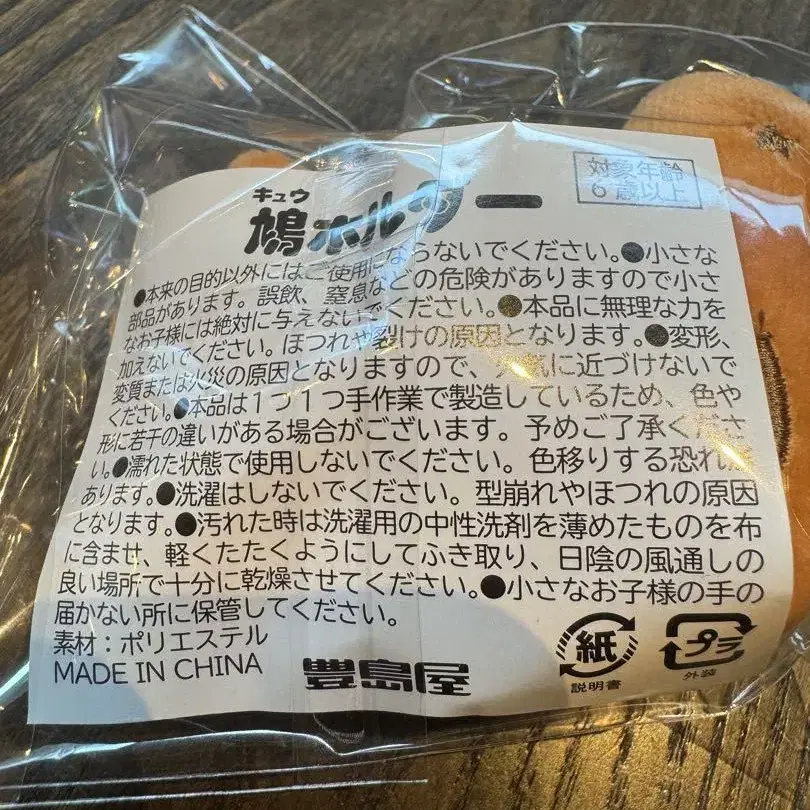 キュウ
鳩ホルダー
対象年齢
6歳以上
●本来の目的以外にはご使用にならないでください。●小さな
部品があります。誤飲、窒息などの危険がありますので小さ
なお子様には絶対に与えないでください。●本品に無理な力を
加えないでください。ほつれや裂けの原因となります。●変形、
変質または火災の原因となりますので、火気に近づけないで
ください。●本品は1つ1つ手作業で製造しているため、色や
形に若干の違いがある場合がございます。予めご了承くださ
い。●濡れた状態で使用しないでください。色移りする恐れが
あります。●洗濯はしないでください。型崩れやほつれの原因
となります。●汚れた時は洗濯用の中性洗剤を薄めたものを布
に含ませ、軽くたたくようにしてふき取り、日陰の風通しの
良い場所で十分に乾燥させてください。●小さなお子様の手の
届かない所に保管してください。
素材：ポリエステル
MADE IN CHINA
豊島屋
紙
説明書
プラ
外装